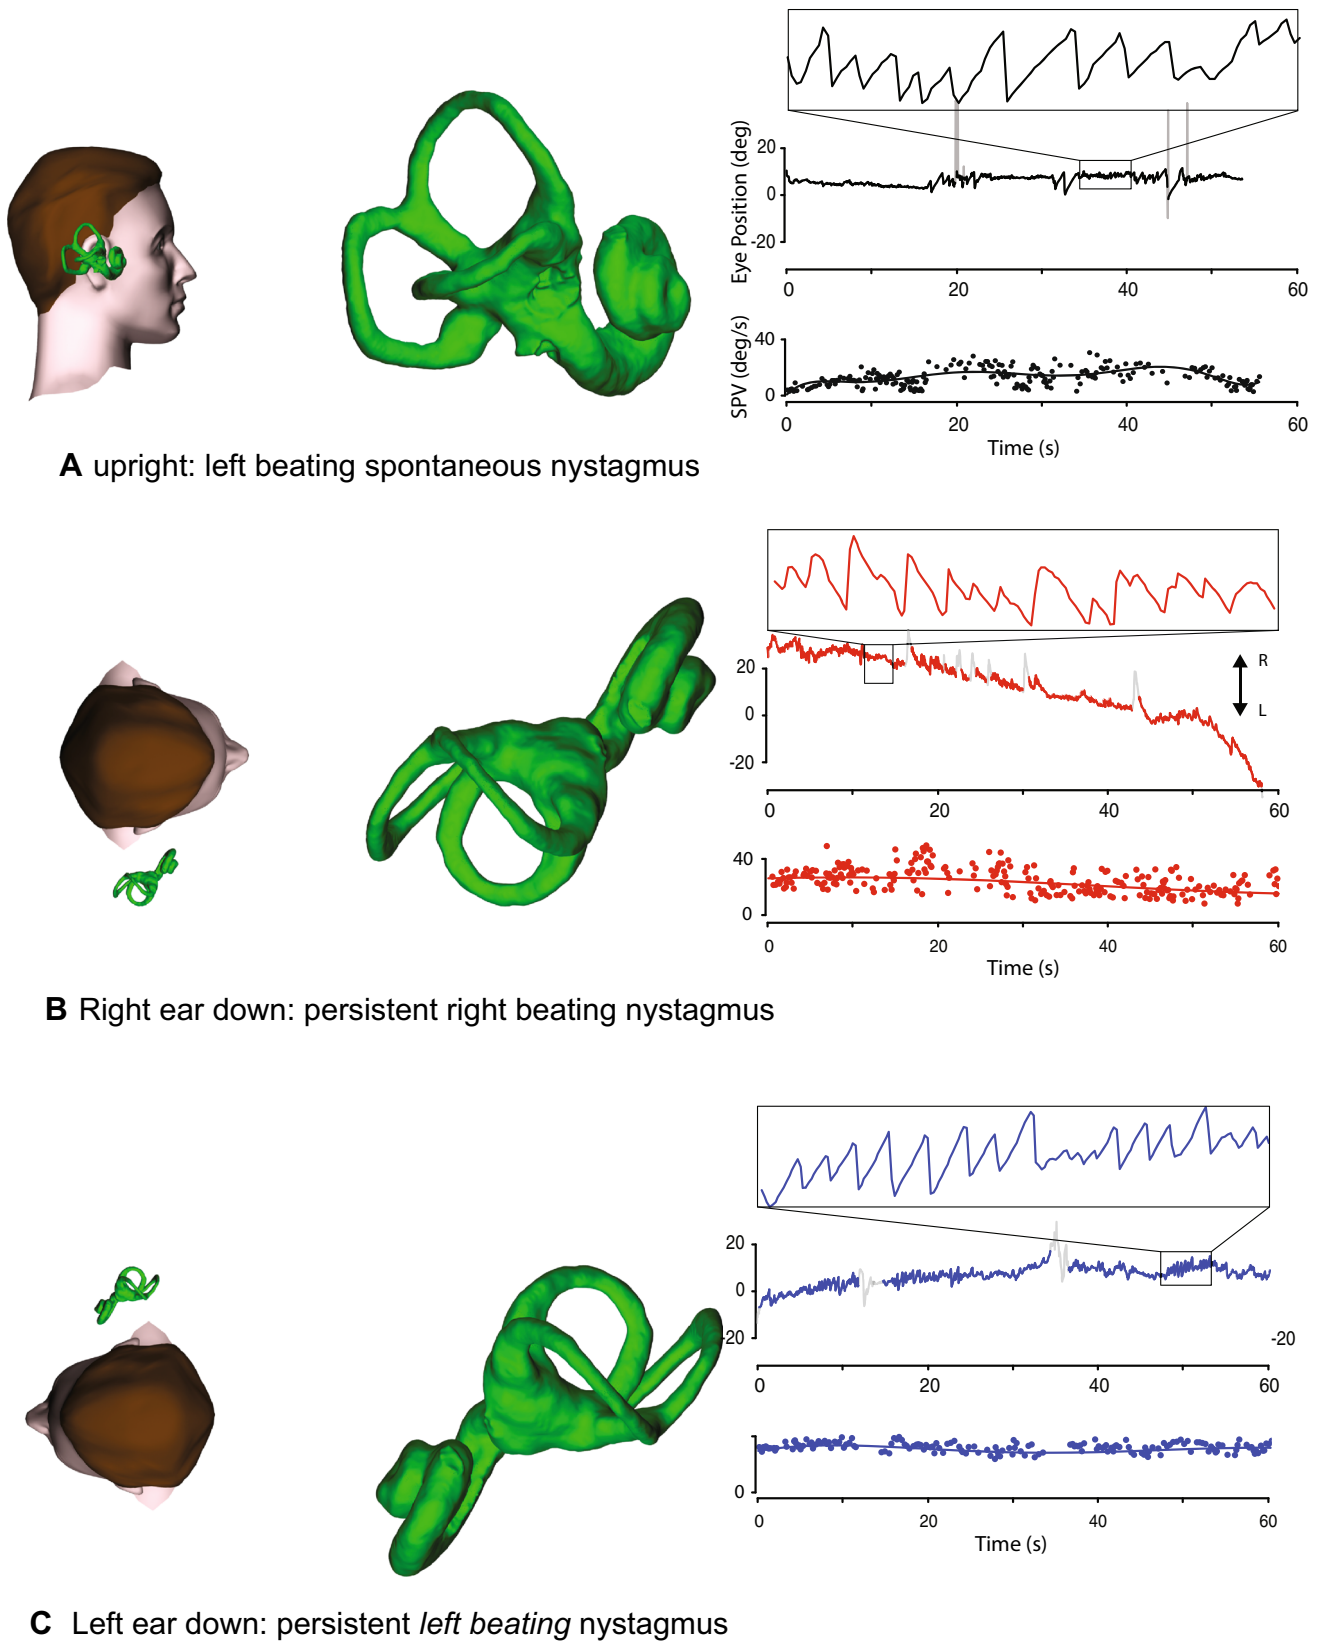 20
0
-20
Eye Position (deg)
0 20 40 60
40
0
SPV (deg/s)
0 20 40 60
Time (s)
A upright: left beating spontaneous nystagmus
20
0
-20
R
L
0 20 40 60
40
0
0 20 40 60
Time (s)
B Right ear down: persistent right beating nystagmus
20
0
-20
-20
0 20 40 60
0
0 20 40 60
Time (s)
C Left ear down: persistent left beating nystagmus